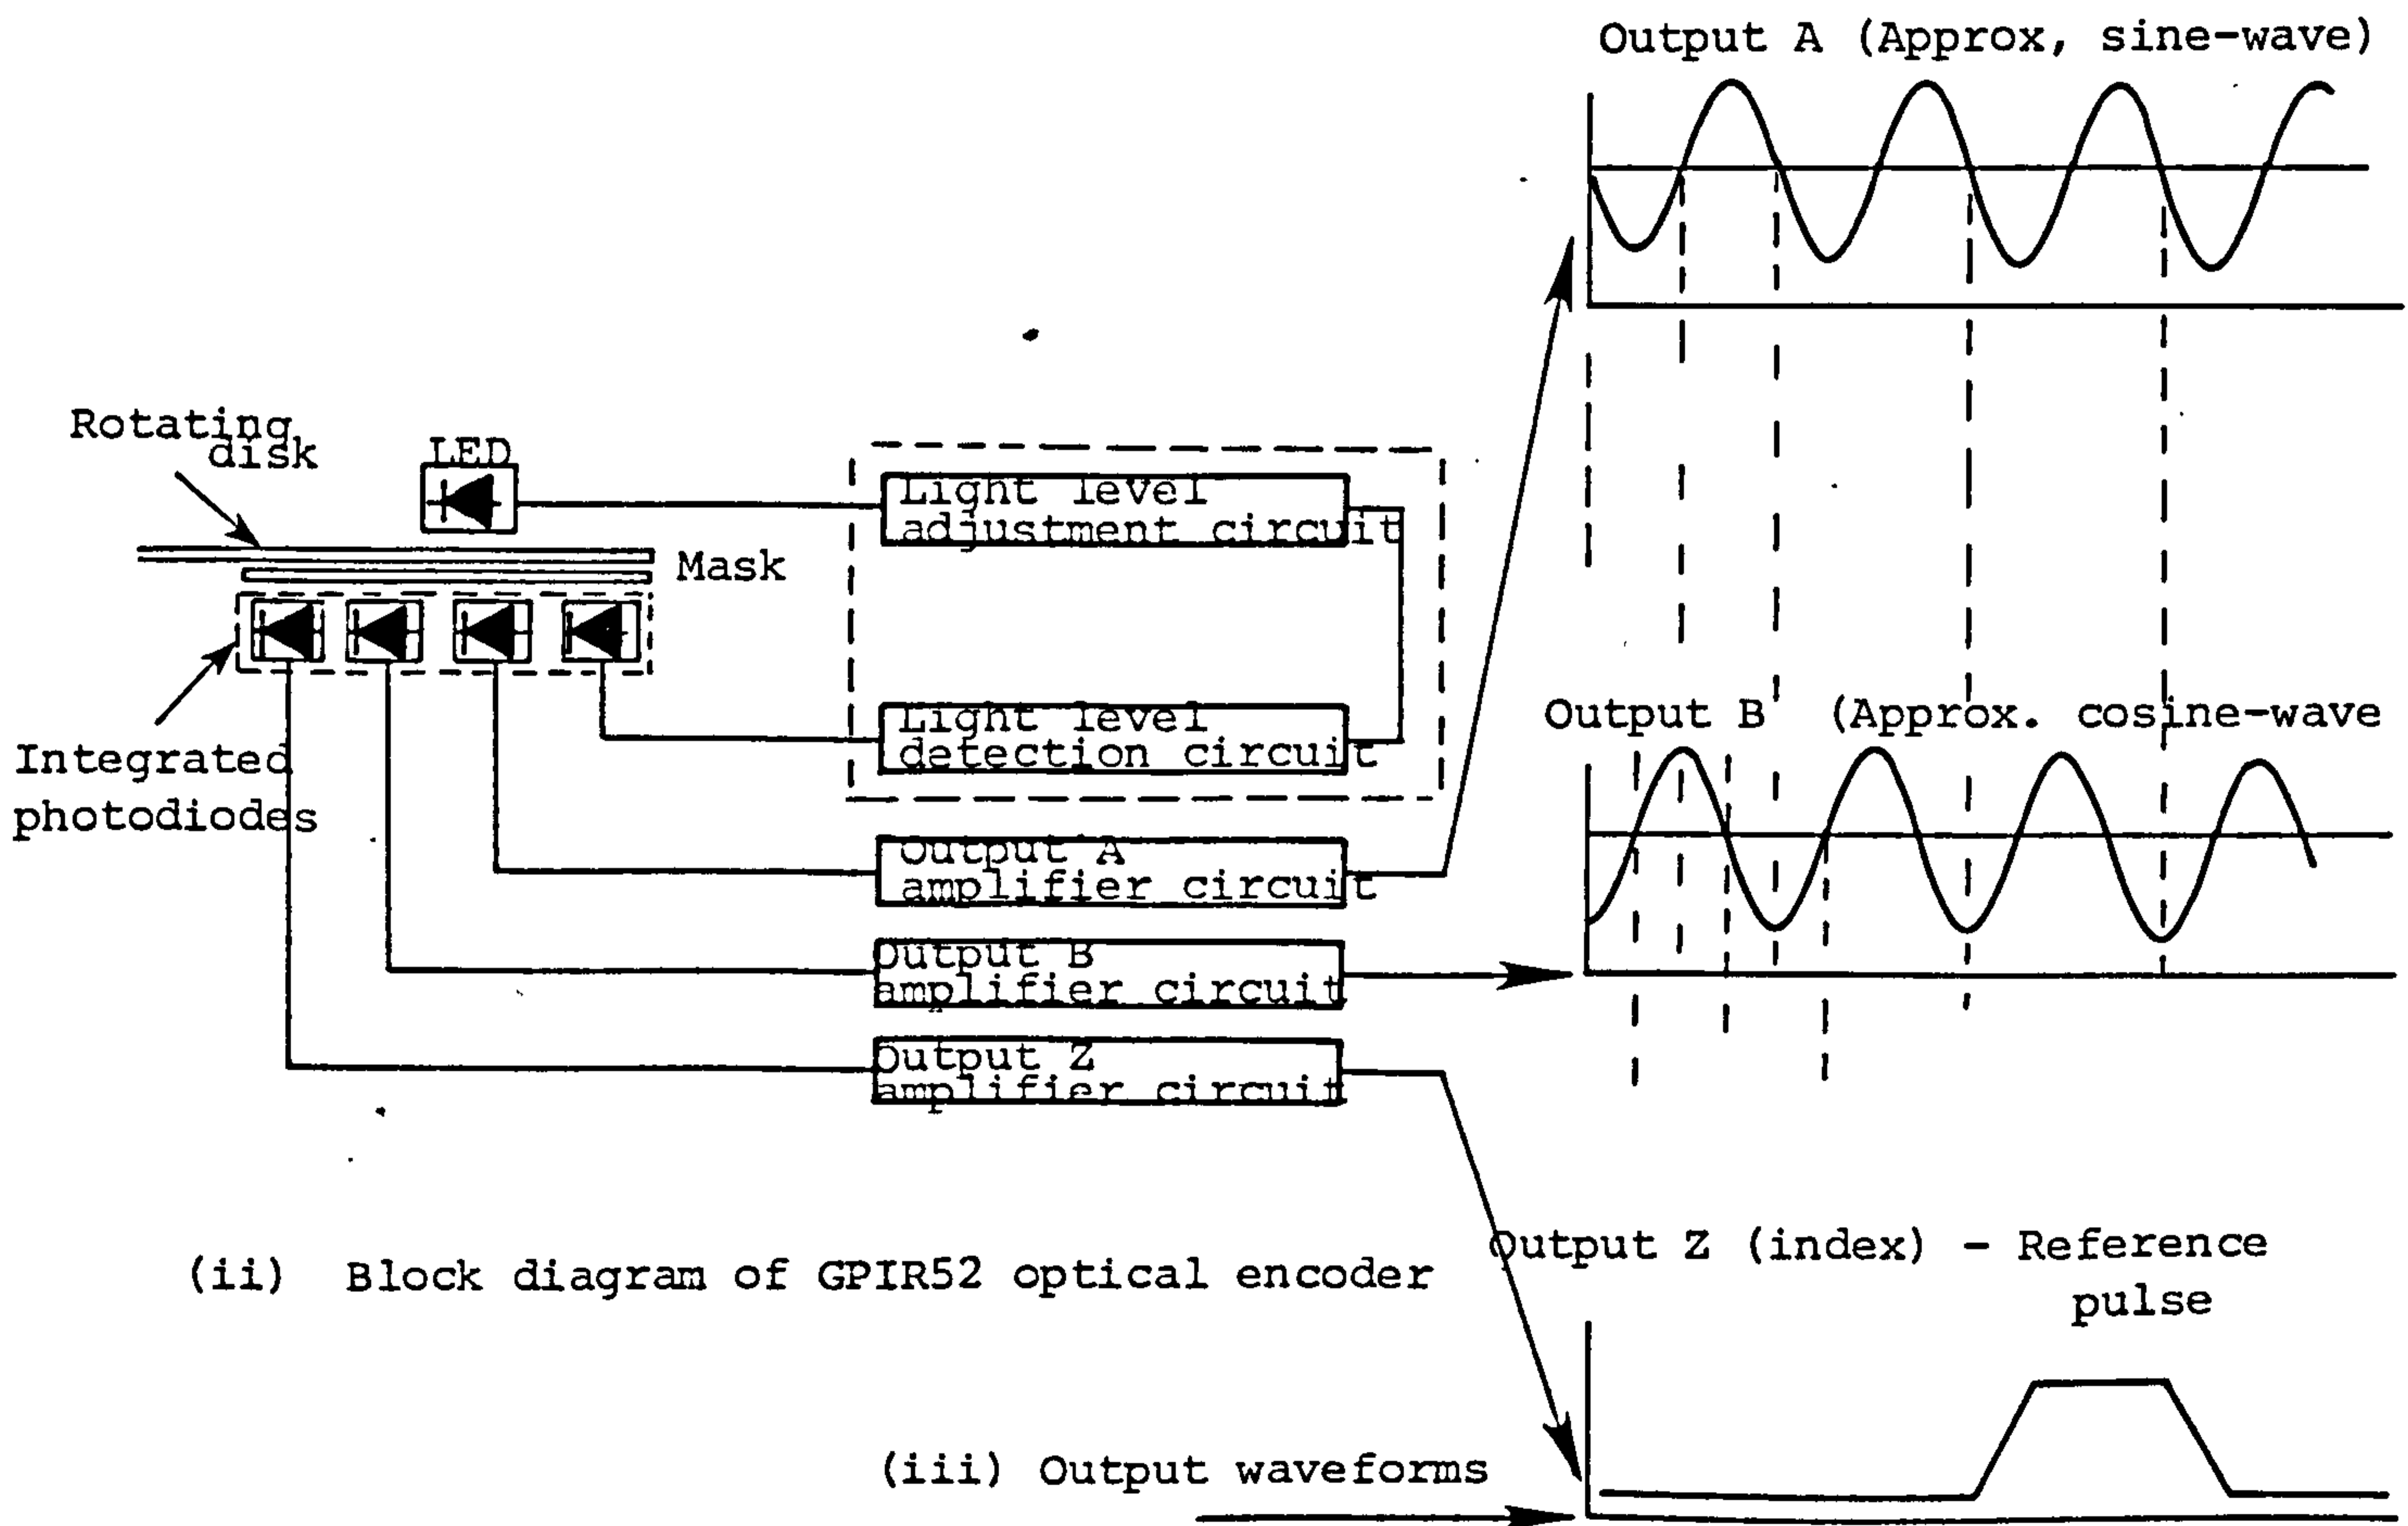 Output A (Approx, sine-wave)
Rotating
disk
LED
Light level
adjustment circuit
Mask
Light level
detection circuit
Integrated
photodiodes
Output B (Approx. cosine-wave
Output A
amplifier circuit
Output B
amplifier circuit
Output Z
amplifier circuit
(ii) Block diagram of GPIR52 optical encoder
Output Z (index) - Reference
pulse
(iii) Output waveforms